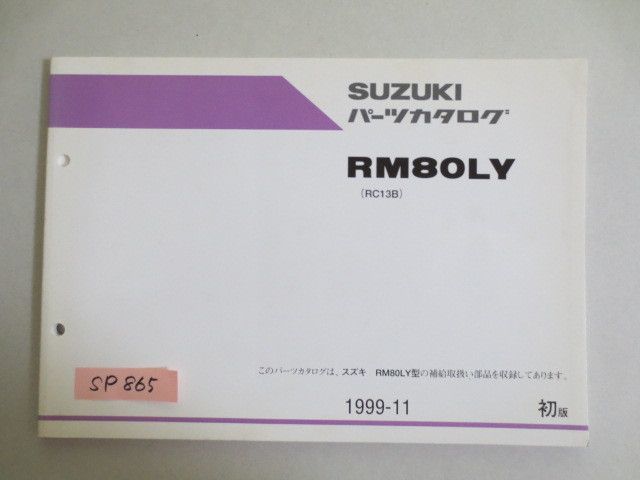 SUZUKI
パーツカタログ
RM80LY
(RC13B)
このパーツカタログは、スズキ RM80LY型の補給取扱い部品を収録してあります。
SP 865
1999-11 初版